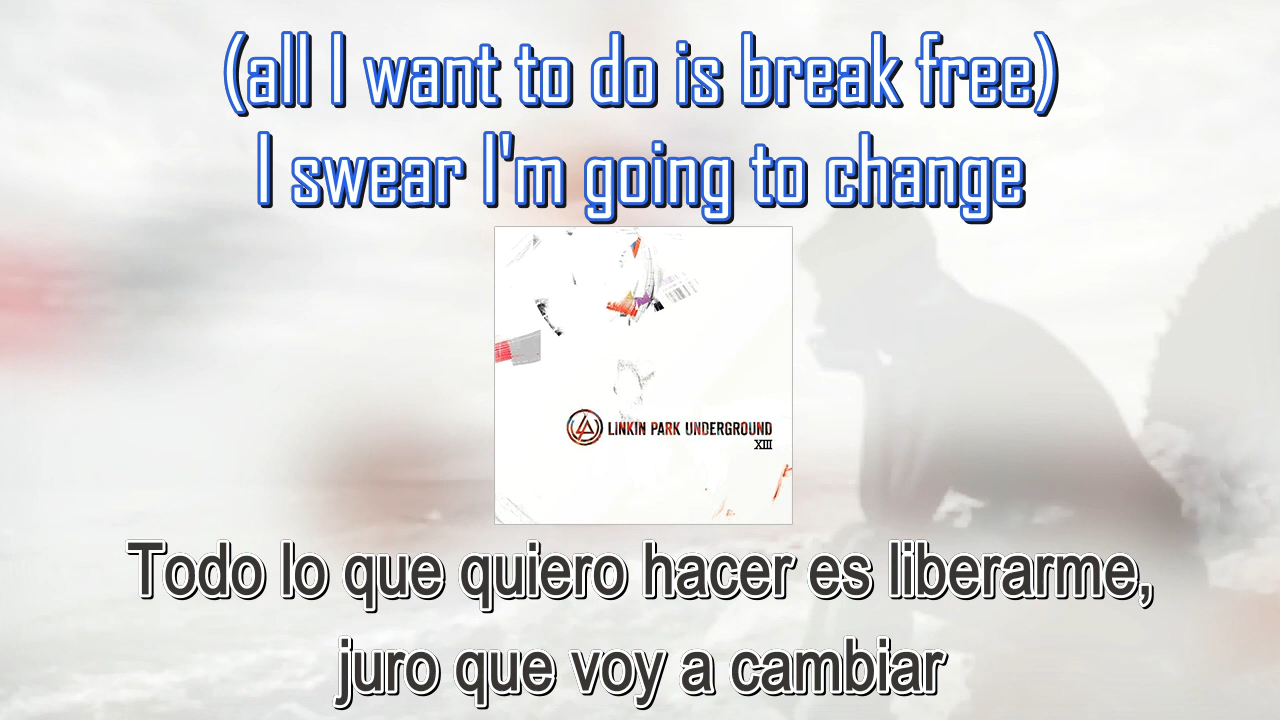 (all I want to do is break free)
I swear I'm going to change
LINKIN PARK UNDERGROUND
XIII
Todo lo que quiero hacer es liberarme,
juro que voy a cambiar